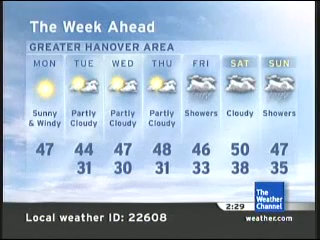 The Week Ahead
GREATER HANOVER AREA
MON TUE WED THU FRI SAT SUN
Sunny & Windy Partly Cloudy Partly Cloudy Partly Cloudy Showers Cloudy Showers
47 44 47 48 46 50 47
31 30 31 33 38 35
The
Weather
Channel
2:29
Local weather ID: 22608
weather.com